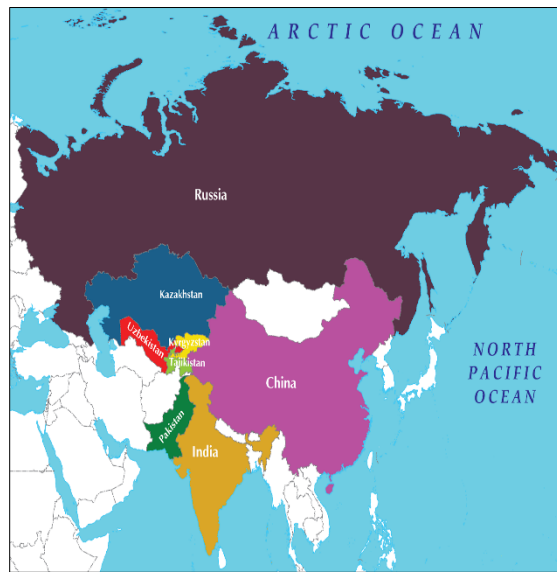 ARCTIC OCEAN
Russia
Kazakhstan
Uzbekistan
Kyrgyzstan
Tajikistan
China
NORTH
PACIFIC
OCEAN
Pakistan
India